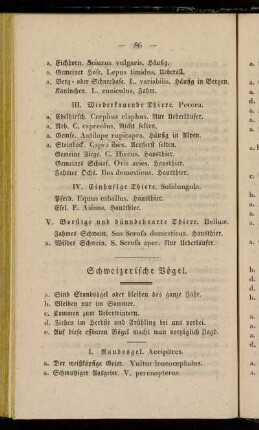 — 86 —
a. Eichhorn. Sciurus vulgaris. Häufig.
a. Gemeiner Hase. Lepus timidus. Ueberall.
a. Berg- oder Schneehase. L. variabilis. Häufig in Bergen.
Kaninchen. L. cuniculus. Zahm.
III. Wiederkauende Thiere. Pecora.
a. Edelhirsch. Cerphus elaphus. Nur Ueberläufer.
a. Reh. C. capreolus. Nicht selten.
a. Gemse. Antilope rupicapra. Häufig in Alpen.
a. Steinbock. Capra ibex. Aeusserst selten.
Gemeine Ziege. C. Hircus. Hausthier.
Gemeines Schaaf. Oris aries. Hausthier.
Zahmer Ochs. Bos domesticus. Hausthier.
IV. Einhufige Thiere. Solidungula.
Pferd. Equus caballus. Hausthier.
Esel. E. Asinus. Hausthier.
V. Borstige und dünnbehaarte Thiere. Belluae.
Zahmes Schwein. Sus Scrofa domesticus. Hausthier.
a. Wildes Schwein. S. Scrofa aper. Nur Ueberläufer.
Schweizerische Vögel.
a. Sind Standvögel oder bleiben das ganze Jahr.
b. Bleiben nur im Sommer.
c. Kommen zum Ueberwintern.
d. Ziehen im Herbste und Frühling bei uns vorbei.
e. Auf diese essbaren Vögel macht man vorzüglich Jagd.
I. Raubvögel. Accipitres.
a. Der weißköpfige Geier. Vultur leucocephalus.
a. Schmutziger Aasgeier. V. percnopterus.